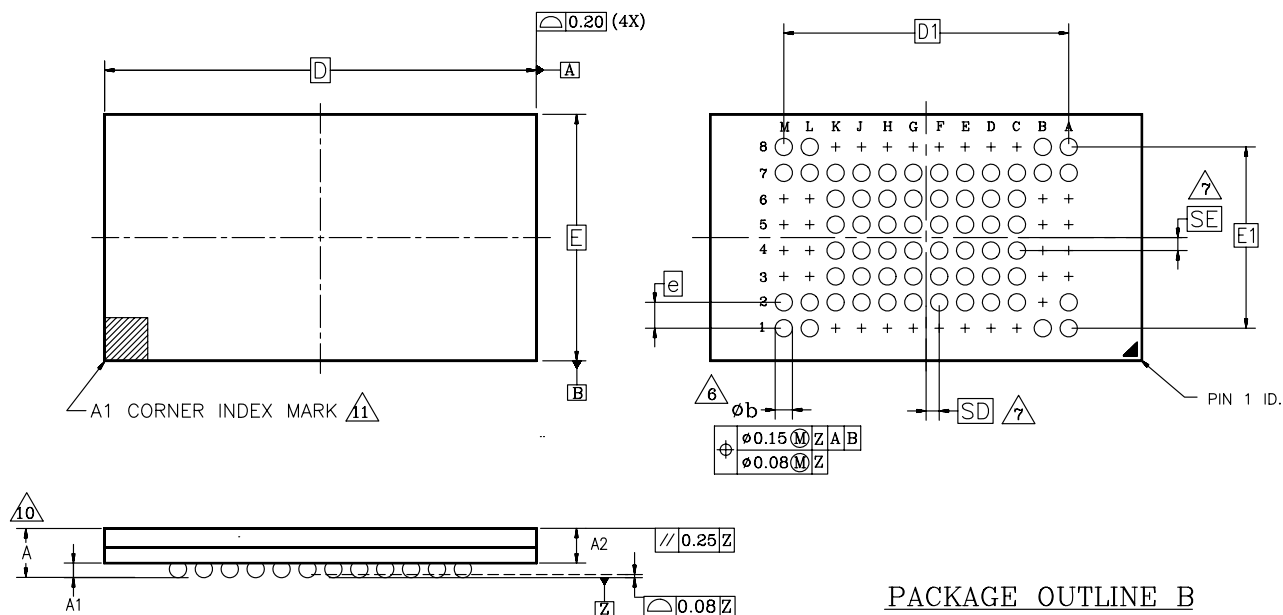 0.20 (4X)
D
A
E
B
A1 CORNER INDEX MARK 11
D1
M L K J H G F E D C B A
8
7
6
5
4
3
2
1
7
SE
E1
e
6
øb
SD 7
PIN 1 ID.
ø0.15 Ⓜ Z A B
ø0.08 Ⓜ Z
10
A
A1
A2
// 0.25 Z
Z
0.08 Z
PACKAGE OUTLINE B